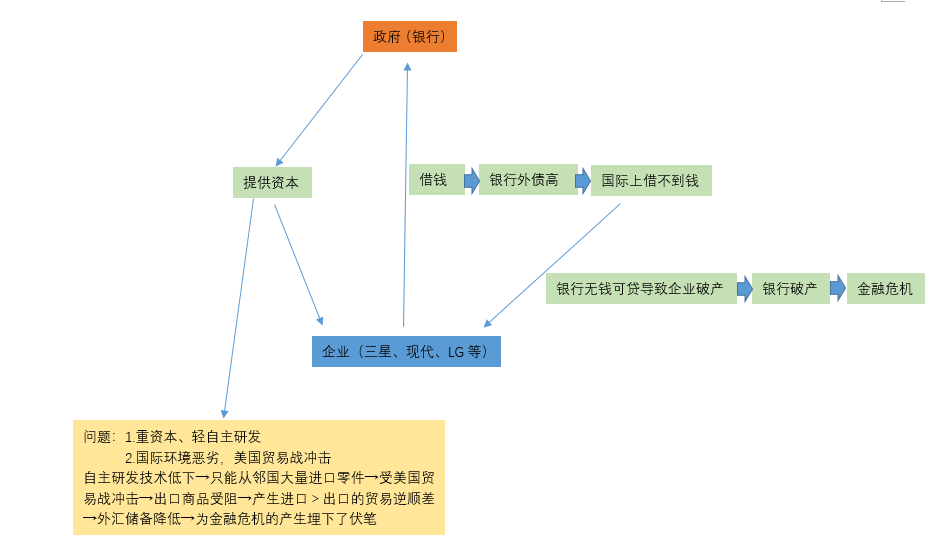 政府（银行）
提供资本
借钱
银行外债高
国际上借不到钱
银行无钱可贷导致企业破产
银行破产
金融危机
企业（三星、现代、LG 等）
问题：1.重资本、轻自主研发
2.国际环境恶劣，美国贸易战冲击
自主研发技术低下→只能从邻国大量进口零件→受美国贸
易战冲击→出口商品受阻→产生进口＞出口的贸易逆顺差
→外汇储备降低→为金融危机的产生埋下了伏笔